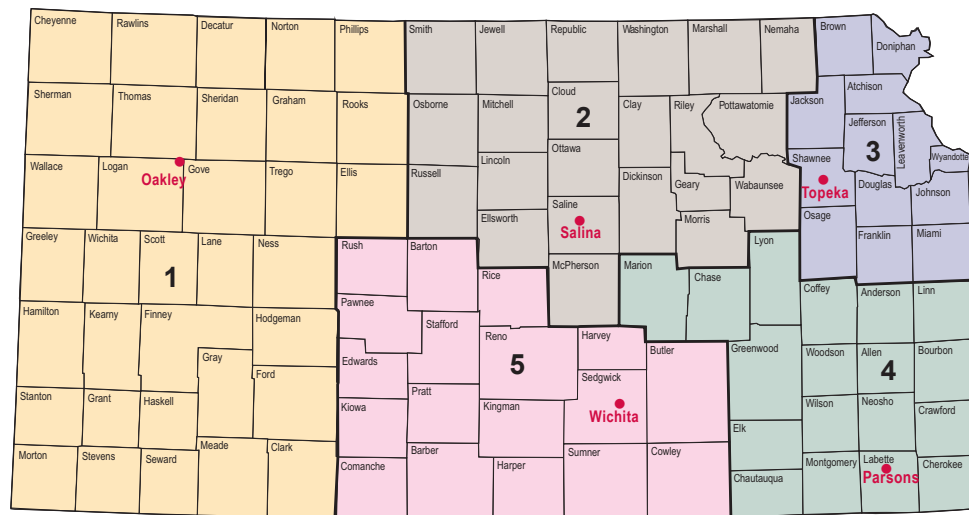 Cheyenne Rawlins Decatur Norton Phillips Smith Jewell Republic Washington Marshall Nemaha Brown
Doniphan
Sherman Thomas Sheridan Graham Rooks Osborne Mitchell Cloud Clay Riley Pottawatomie Jackson Atchison
2
Jefferson Leavenworth
3
Wallace Logan Gove Trego Ellis Russell Lincoln Ottawa Dickinson Geary Wabaunsee Shawnee Douglas Wyandotte
Oakley
Topeka
Johnson
Ellsworth Saline Morris Osage
Salina
Greeley Wichita Scott Lane Ness Rush Barton McPherson Marion Chase Lyon Franklin Miami
1
Rice
Hamilton Kearny Finney Hodgeman Pawnee Stafford Reno Harvey Butler Greenwood Coffey Anderson Linn
Gray Edwards Sedgwick Woodson Allen Bourbon
5
4
Ford
Stanton Grant Haskell Kiowa Pratt Kingman Wilson Neosho Crawford
Wichita
Elk
Morton Stevens Seward Meade Clark Comanche Barber Harper Sumner Cowley Chautauqua Montgomery Labette Cherokee
Parsons